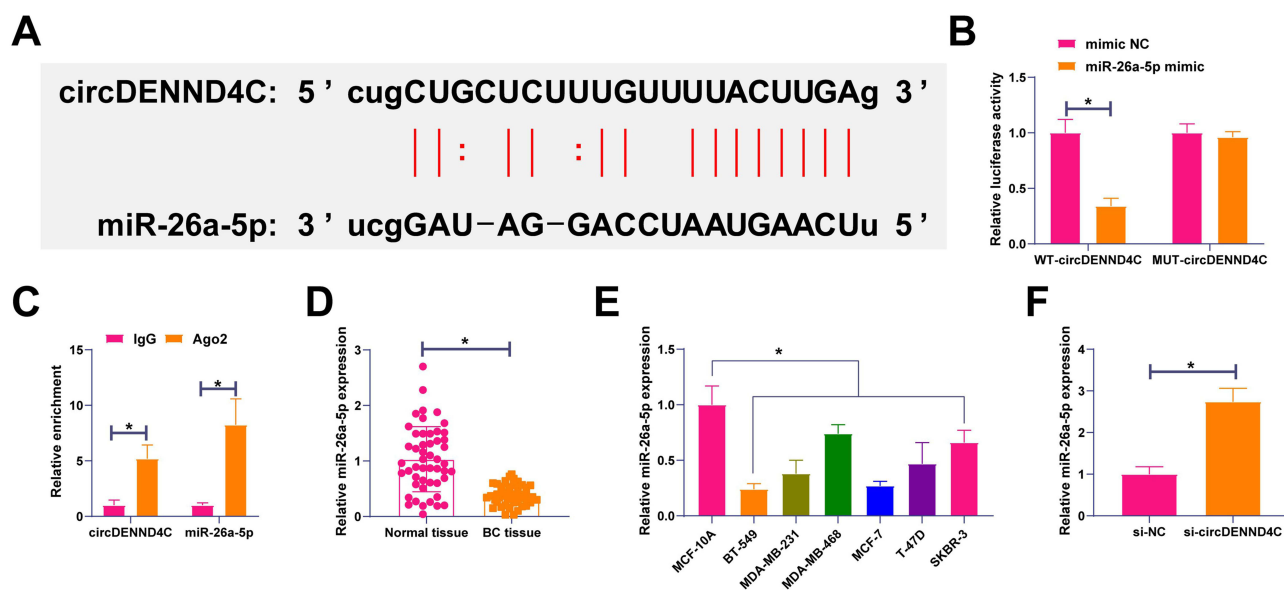 A
circDENND4C: 5 ’ cugCUGCUCUUUGUUUUACUUGAg 3 ’
miR-26a-5p: 3 ’ ucgGAU–AG–GACCUAAUGAACUu 5 ’
B
mimic NC
miR-26a-5p mimic
Relative luciferase activity
1.5
1.0
0.5
0.0
*
WT-circDENND4C MUT-circDENND4C
C
IgG Ago2
Relative enrichment
15
10
5
0
*
*
circDENND4C miR-26a-5p
D
Relative miR-26a-5p expression
3
2
1
0
*
Normal tissue BC tissue
E
Relative miR-26a-5p expression
1.5
1.0
0.5
0.0
*
MCF-10A
BT-549
MDA-MB-231
MDA-MB-468
MCF-7
T-47D
SKBR-3
F
Relative miR-26a-5p expression
4
3
2
1
0
*
si-NC si-circDENND4C